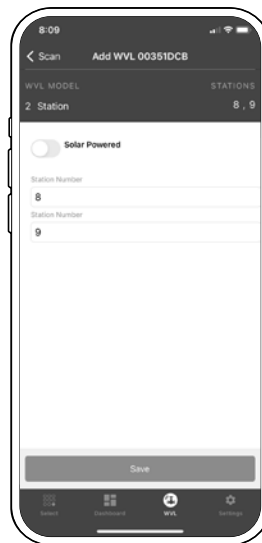 8:09
Scan Add WVL 00351DCB
WVL MODEL STATIONS
2 Station 8 , 9
Solar Powered
Station Number
8
Station Number
9
Save
Select Dashboard WVL Settings